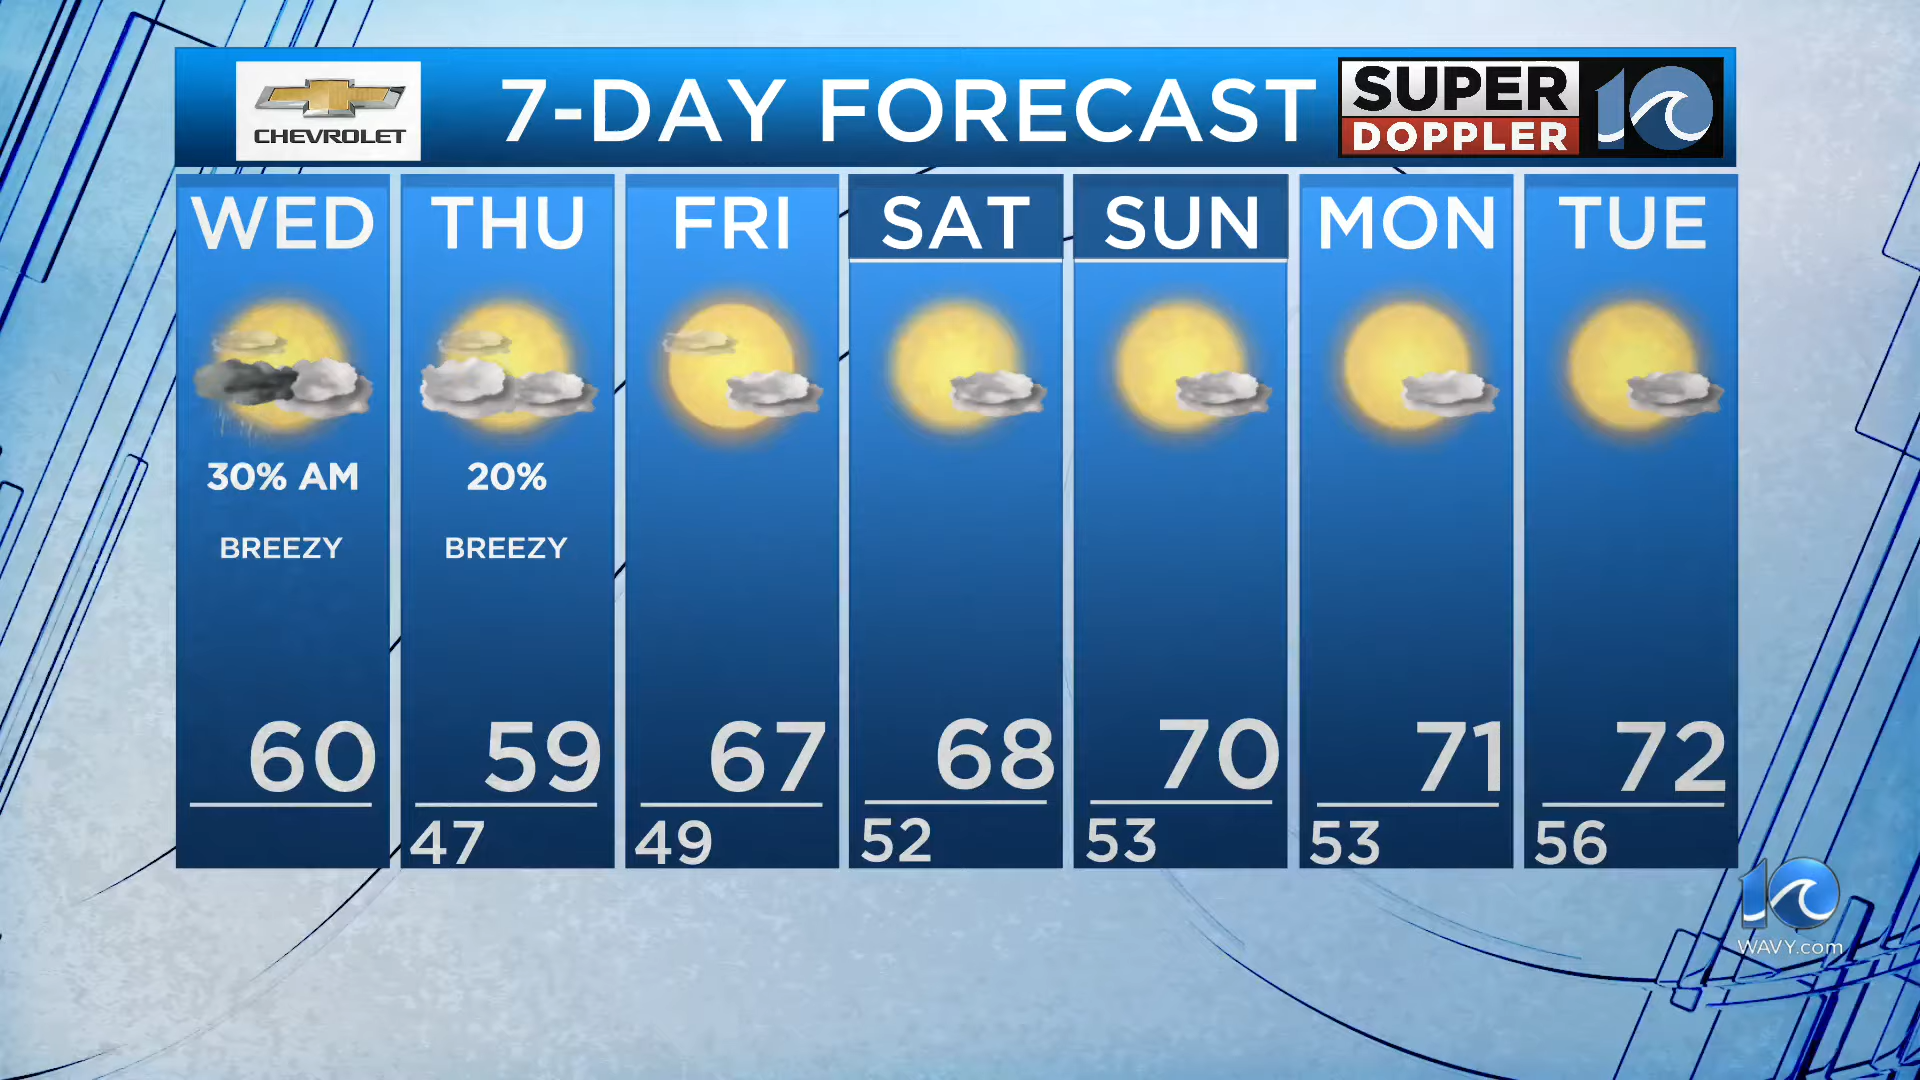 CHEVROLET
7-DAY FORECAST
SUPER
DOPPLER
10
WED
THU
FRI
SAT
SUN
MON
TUE
30% AM
20%
BREEZY
BREEZY
60
59
67
68
70
71
72
47
49
52
53
53
56
10
WAVY.com